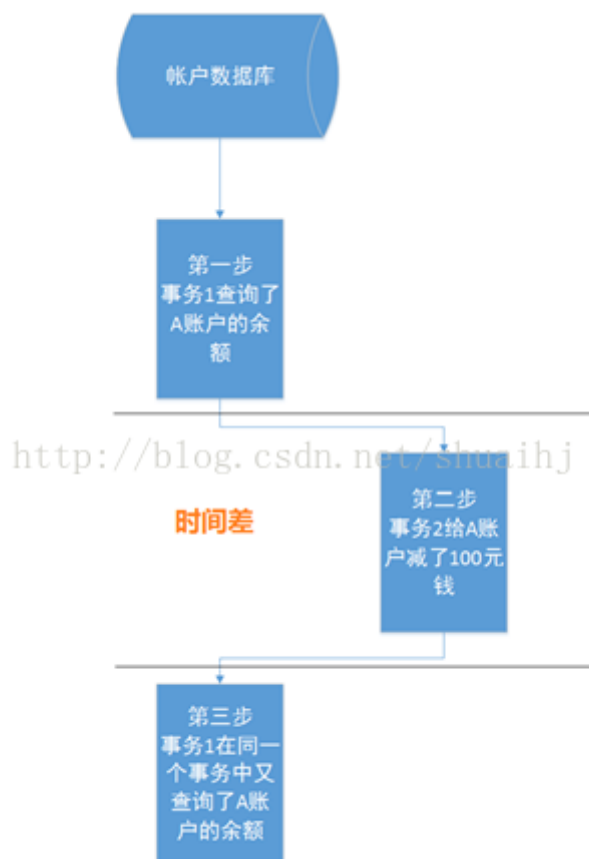 帐户数据库
第一步
事务1查询了
A账户的余
额
http://blog.csdn.net/shuaihj
第二步
事务2给A账
户减了100元
钱
时间差
第三步
事务1在同一
个事务中又
查询了A账
户的余额